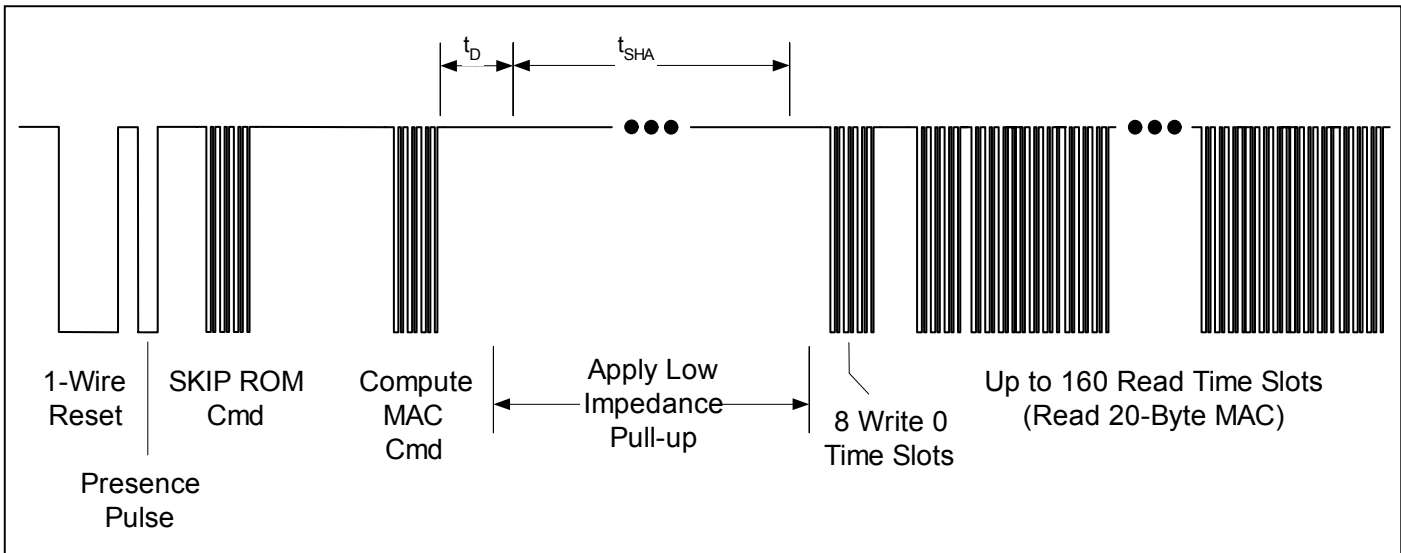 tD
tSHA
1-Wire
Reset
Presence
Pulse
SKIP ROM
Cmd
Compute
MAC
Cmd
Apply Low
Impedance
Pull-up
8 Write 0
Time Slots
Up to 160 Read Time Slots
(Read 20-Byte MAC)